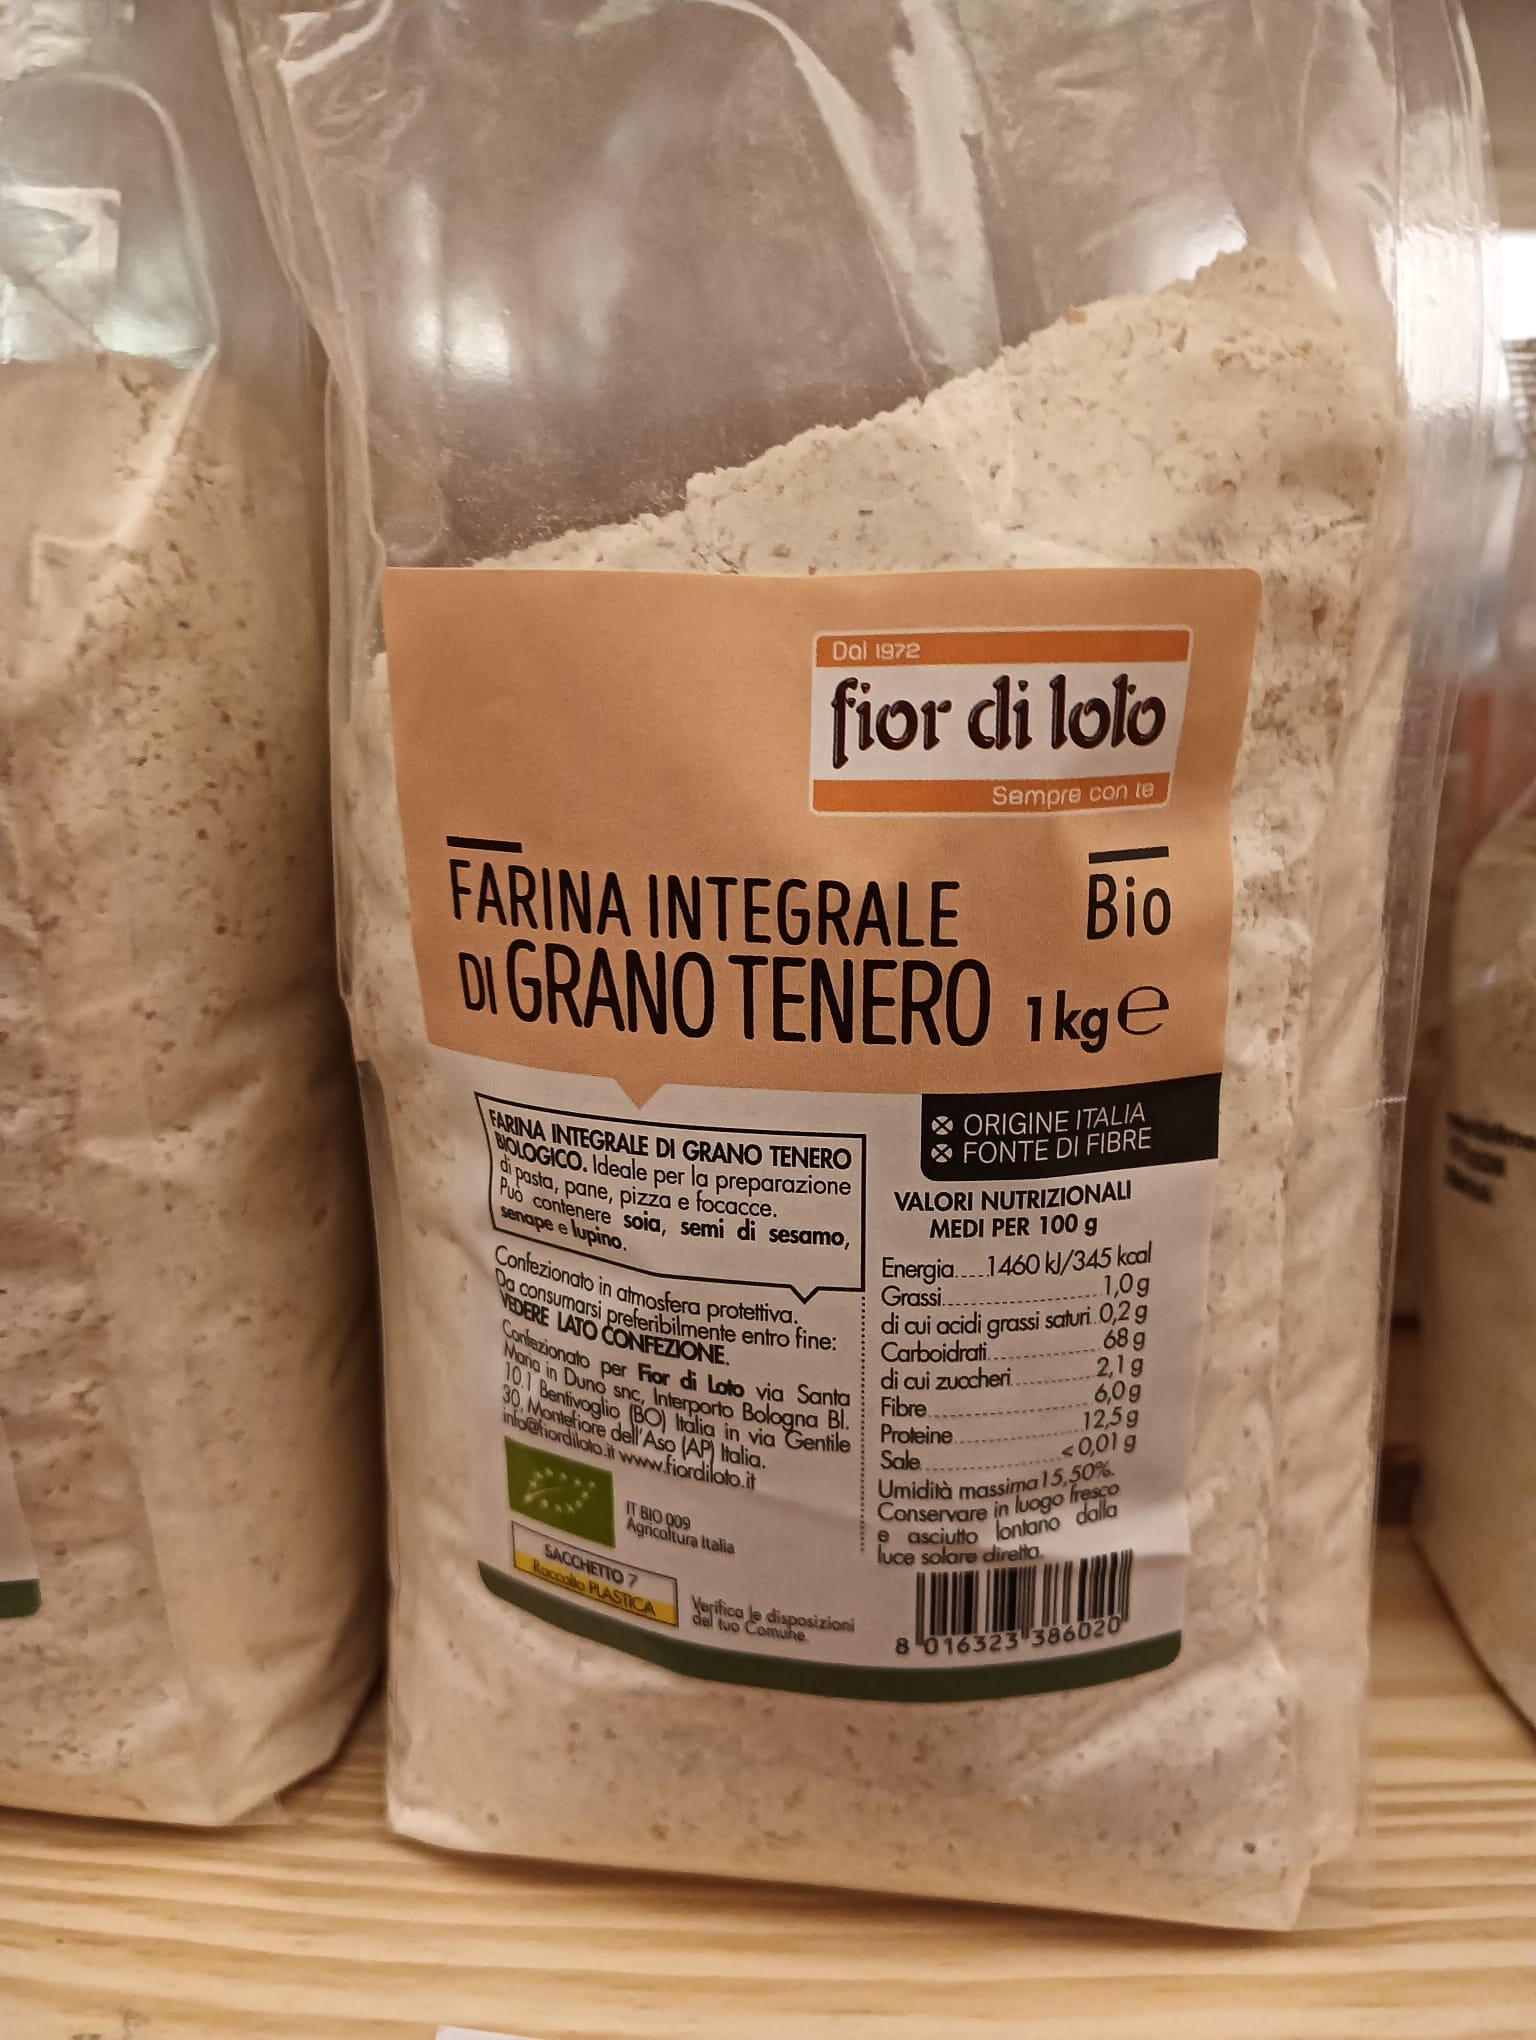 Dal 1972
fior di loto
Sempre con te
FARINA INTEGRALE
DI GRANO TENERO
Bio
1 kg e
FARINA INTEGRALE DI GRANO TENERO
BIOLOGICO. Ideale per la preparazione
di pasta, pane, pizza e focacce.
Può contenere soia, semi di sesamo,
senape e lupino.
Confezionato in atmosfera protettiva.
Da consumarsi preferibilmente entro fine:
VEDERE LATO CONFEZIONE.
Confezionato per Fior di Loto via Santa
Maria in Duno snc, Interporto Bologna Bl.
10.1 Bentivoglio (BO) Italia in via Gentile
30, Montefiore dell'Aso (AP) Italia.
info@fiordiloto.it www.fiordiloto.it
IT BIO 009
Agricoltura Italia
SACCHETTO 7
Raccolta PLASTICA
Verifica le disposizioni
del tuo Comune.
ORIGINE ITALIA
FONTE DI FIBRE
VALORI NUTRIZIONALI
MEDI PER 100 g
Energia.....1460 kJ/345 kcal
Grassi..............................1,0 g
di cui acidi grassi saturi..0,2 g
Carboidrati..................68 g
di cui zuccheri...............2,1 g
Fibre..............................6,0 g
Proteine.......................12,5 g
Sale..........................<0,01 g
Umidità massima 15,50%.
Conservare in luogo fresco
e asciutto lontano dalla
luce solare diretta.
8 016323 386020